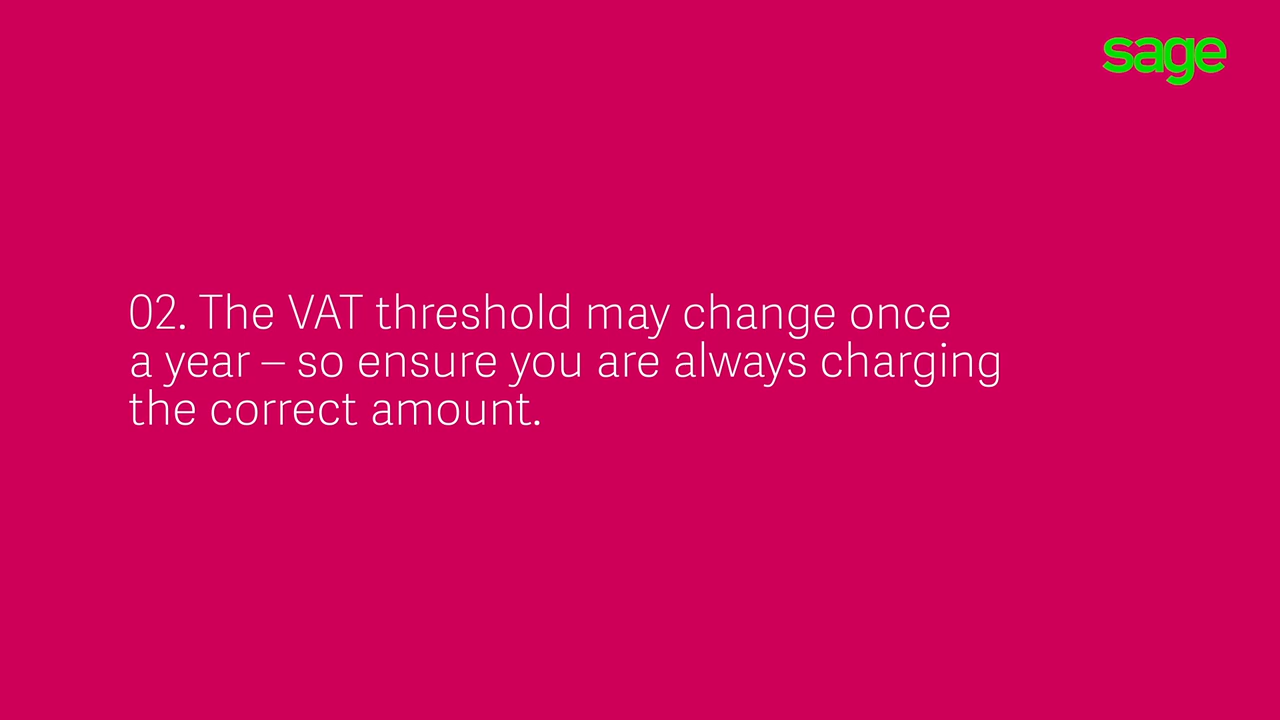 sage
02. The VAT threshold may change once
a year – so ensure you are always charging
the correct amount.